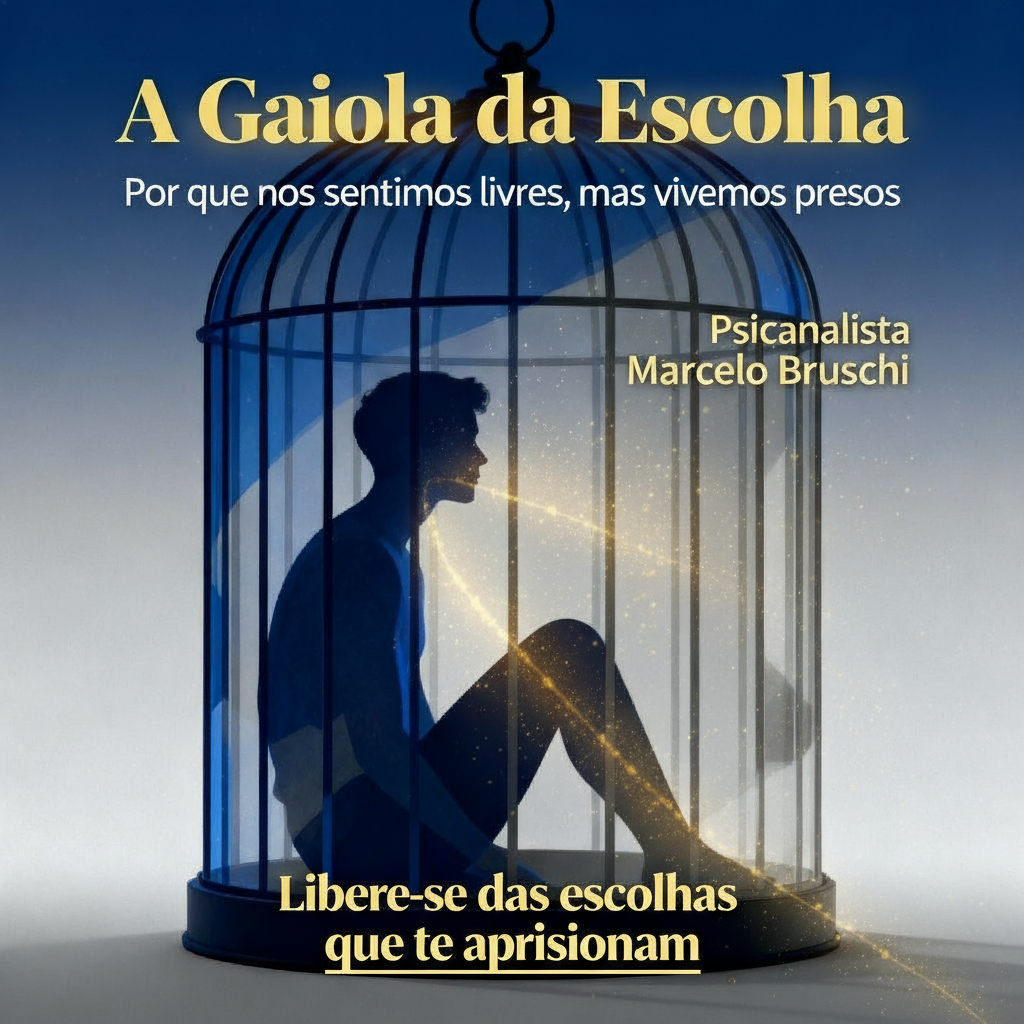 A Gaiola da Escolha
Por que nos sentimos livres, mas vivemos presos
Psicanalista
Marcelo Bruschi
Libere-se das escolhas
que te aprisionam